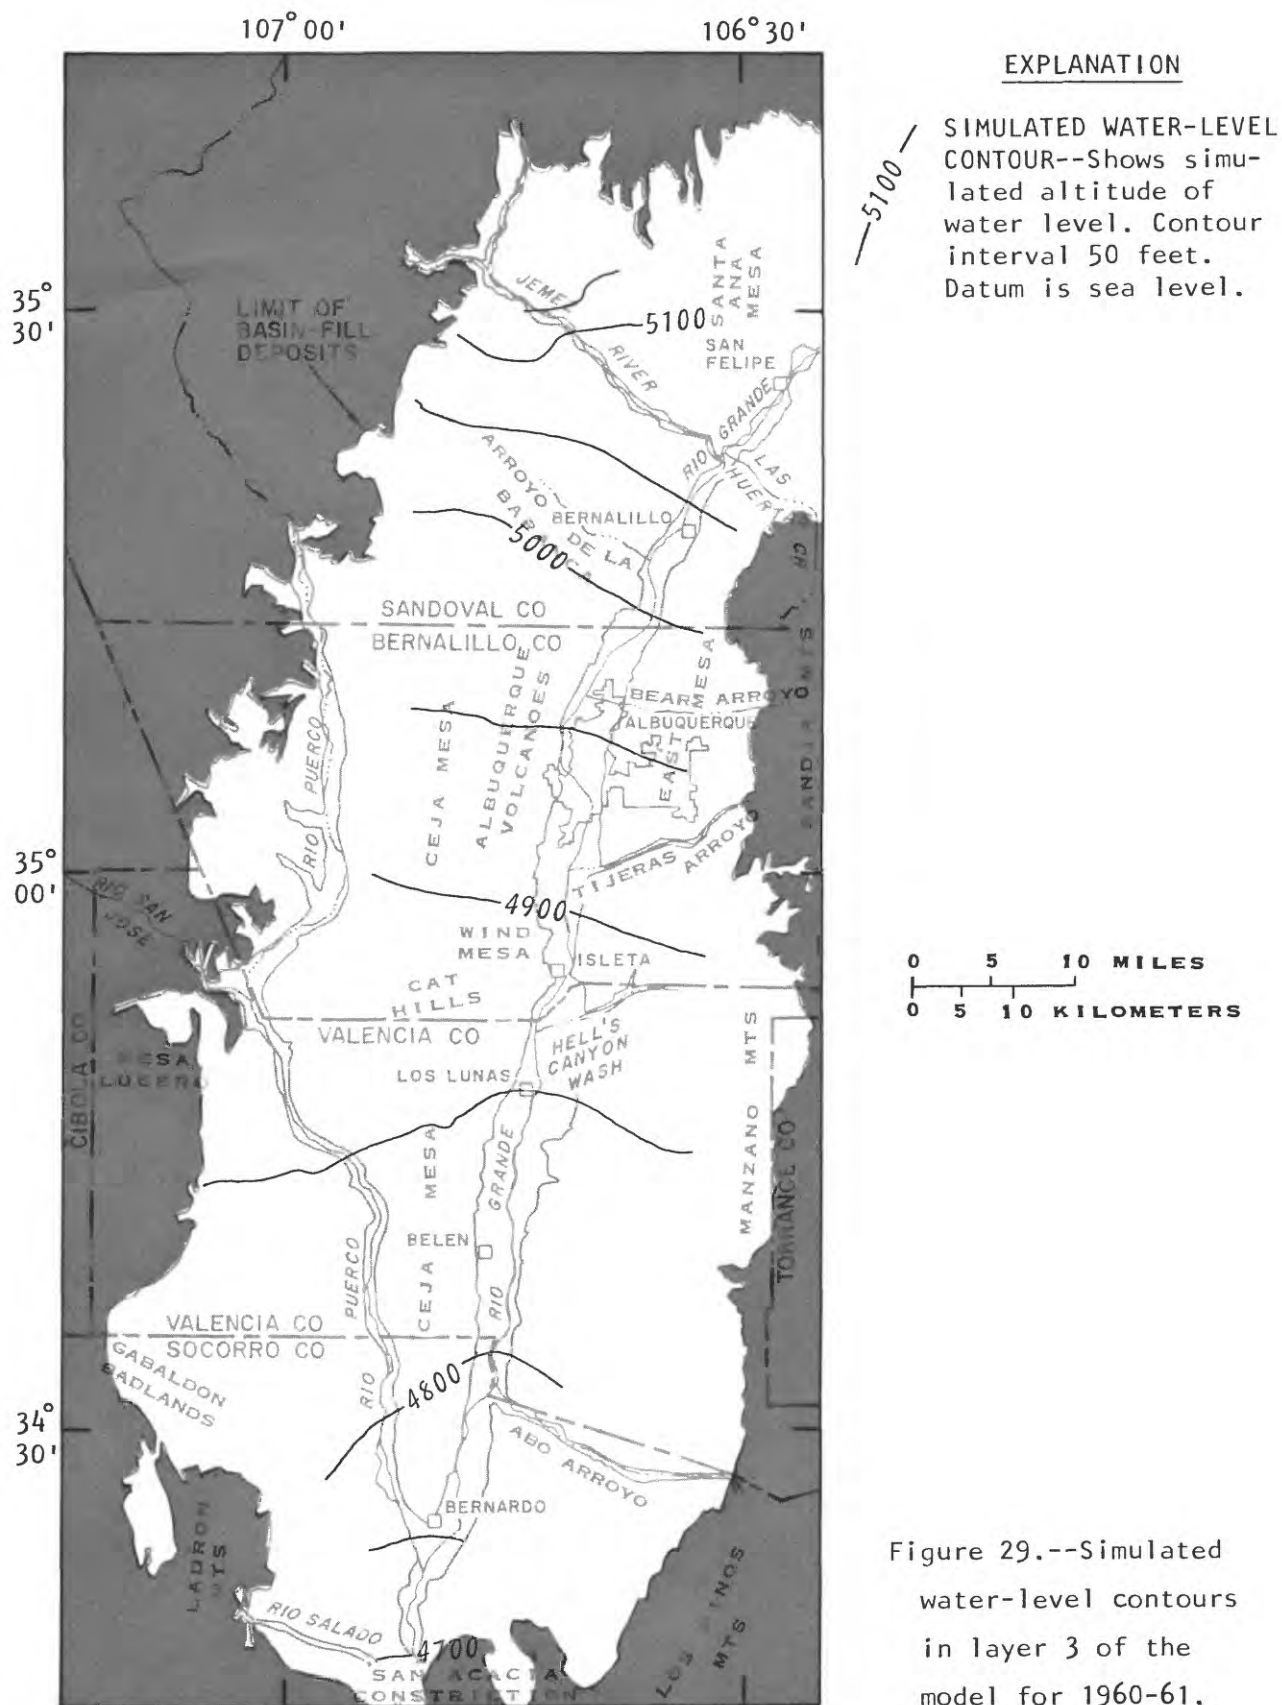 107°00'
106°30'
EXPLANATION
5100
SIMULATED WATER-LEVEL
CONTOUR--Shows simu-
lated altitude of
water level. Contour
interval 50 feet.
Datum is sea level.
35°
30'
LIMIT OF
BASIN-FILL
DEPOSITS
JEME
RIVER
5100
SANTA
ANA
MESA
SAN
FELIPE
RIO GRANDE
LAS
HUERT
CR
ARROYO
DE LA
BERNALILLO
5000
SANDOVAL CO
BERNALILLO CO
SANDIA MTS
BEAR ARROYO
ALBUQUERQUE
EAST MESA
CEJA MESA
ALBUQUERQUE
VOLCANOES
RIO PUERCO
TIJERAS ARROYO
35°
00'
RIO SAN
JOSE
4900
WIND
MESA
ISLETA
CAT
HILLS
0 5 10 MILES
0 5 10 KILOMETERS
VALENCIA CO
HELL'S
CANYON
WASH
LOS LUNAS
CIBOLA CO
MESA
LUCERO
MANZANO MTS
TORRANCE CO
CEJA MESA
RIO GRANDE
BELEN
RIO PUERCO
VALENCIA CO
SOCORRO CO
GABALDON
BADLANDS
4800
34°
30'
ABO ARROYO
BERNARDO
LADRON
MTS
RIO SALADO
4700
SAN ACACIA
CONSTRICTION
LOS PINOS
MTS
Figure 29.--Simulated
water-level contours
in layer 3 of the
model for 1960-61.